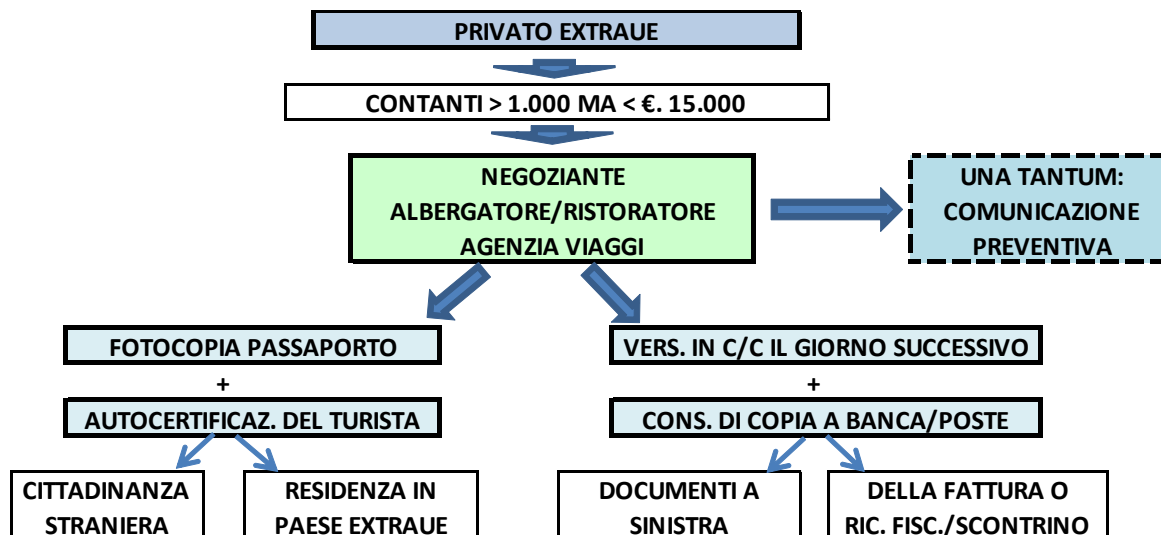 PRIVATO EXTRAUE
CONTANTI > 1.000 MA < €. 15.000
NEGOZIANTE
ALBERGATORE/RISTORATORE
AGENZIA VIAGGI
UNA TANTUM:
COMUNICAZIONE
PREVENTIVA
FOTOCOPIA PASSAPORTO
+
AUTOCERTIFICAZ. DEL TURISTA
CITTADINANZA
STRANIERA
RESIDENZA IN
PAESE EXTRAUE
VERS. IN C/C IL GIORNO SUCCESSIVO
+
CONS. DI COPIA A BANCA/POSTE
DOCUMENTI A
SINISTRA
DELLA FATTURA O
RIC. FISC./SCONTRINO